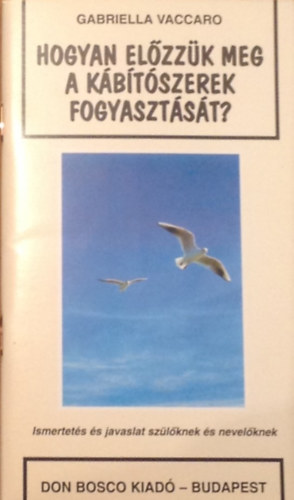 GABRIELLA VACCARO
HOGYAN ELŐZZÜK MEG
A KÁBÍTÓSZEREK
FOGYASZTÁSÁT?
Ismertetés és javaslat szülőknek és nevelőknek
DON BOSCO KIADÓ – BUDAPEST